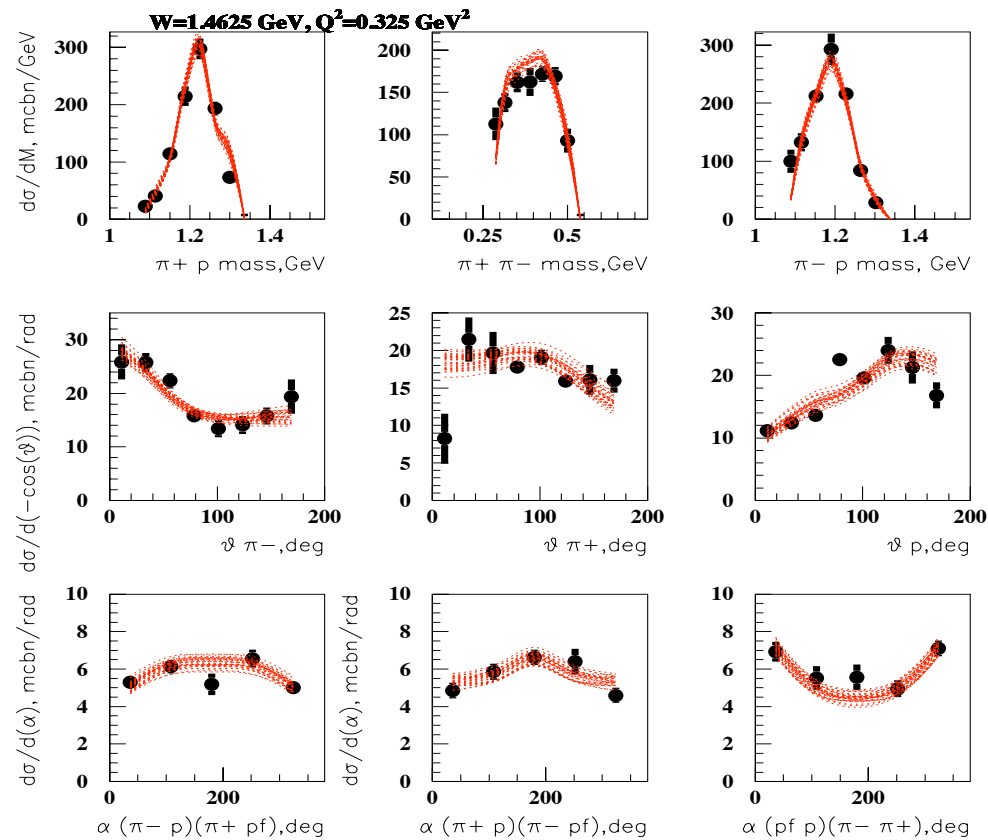 W=1.4625 GeV, Q^2=0.325 GeV^2
dσ/dM, mcbn/GeV
300
200
100
0
1 1.2 1.4
π+ p mass,GeV
200
150
100
50
0
0.25 0.5
π+ π− mass,GeV
300
200
100
0
1 1.2 1.4
π− p mass, GeV
dσ/d(-cos(ϑ)), mcbn/rad
30
20
10
0
0 100 200
ϑ π−,deg
25
20
15
10
5
0
0 100 200
ϑ π+,deg
30
20
10
0
0 100 200
ϑ p,deg
dσ/d(α), mcbn/rad
10
8
6
4
2
0
0 200
α (π− p)(π+ pf),deg
dσ/d(α), mcbn/rad
10
8
6
4
2
0
0 200
α (π+ p)(π− pf),deg
10
8
6
4
2
0
0 200
α (pf p)(π− π+),deg